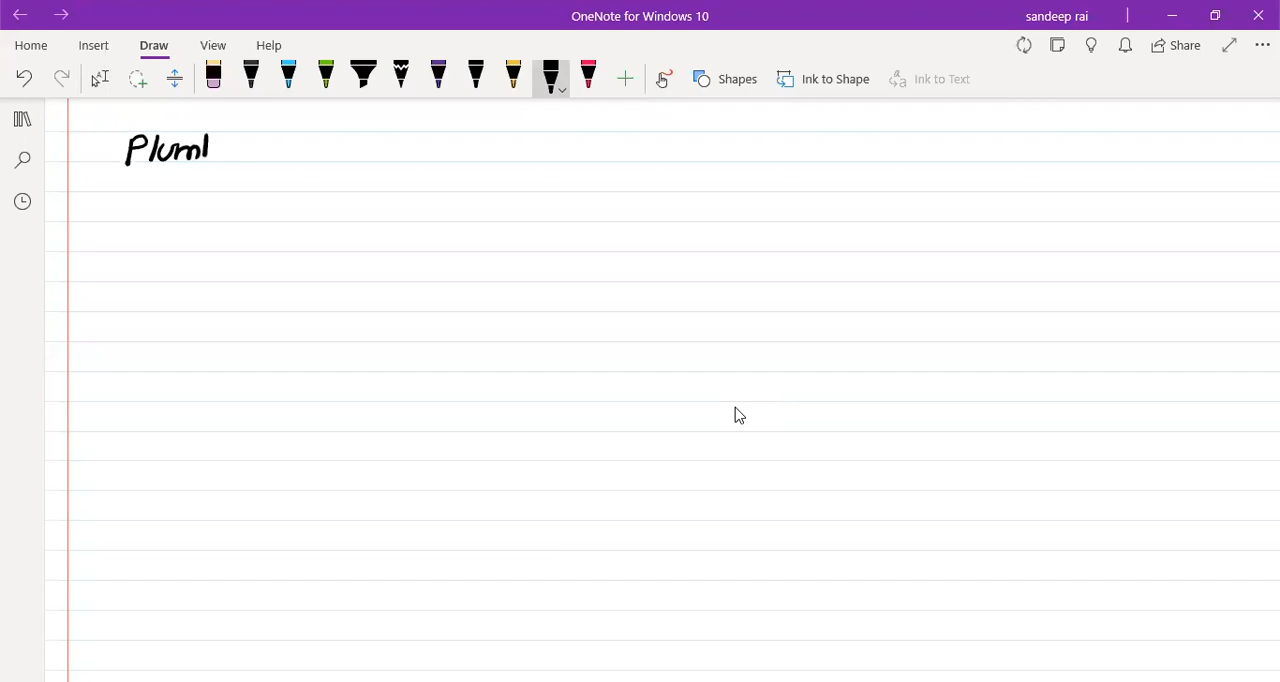 OneNote for Windows 10
sandeep rai
Home Insert Draw View Help
Share
Shapes Ink to Shape Ink to Text
Pluml